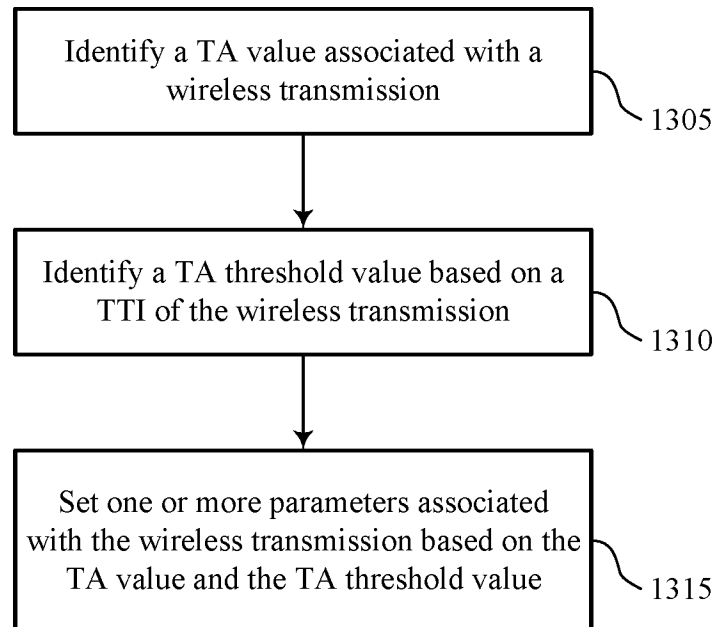 Identify a TA value associated with a
wireless transmission
1305
Identify a TA threshold value based on a
TTI of the wireless transmission
1310
Set one or more parameters associated
with the wireless transmission based on the
TA value and the TA threshold value
1315